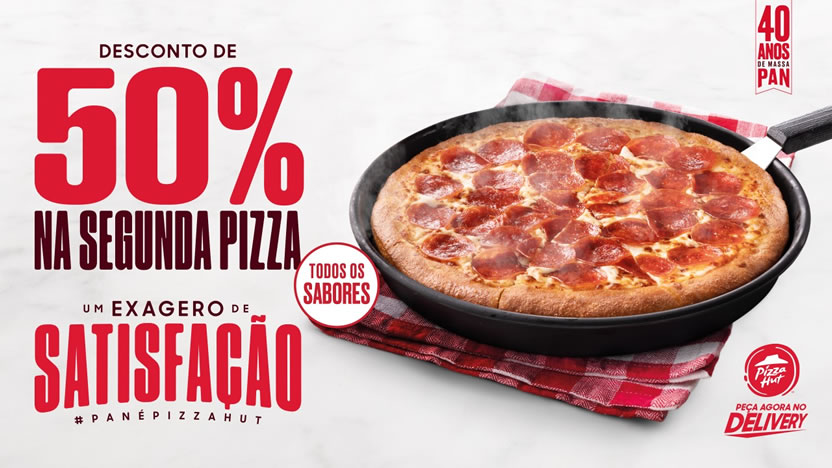 DESCONTO DE
50%
NA SEGUNDA PIZZA
TODOS OS
SABORES
UM EXAGERO DE
SATISFAÇÃO
#PANÉPIZZAHUT
40
ANOS
DE MASSA
PAN
Pizza
Hut
PEÇA AGORA NO
DELIVERY